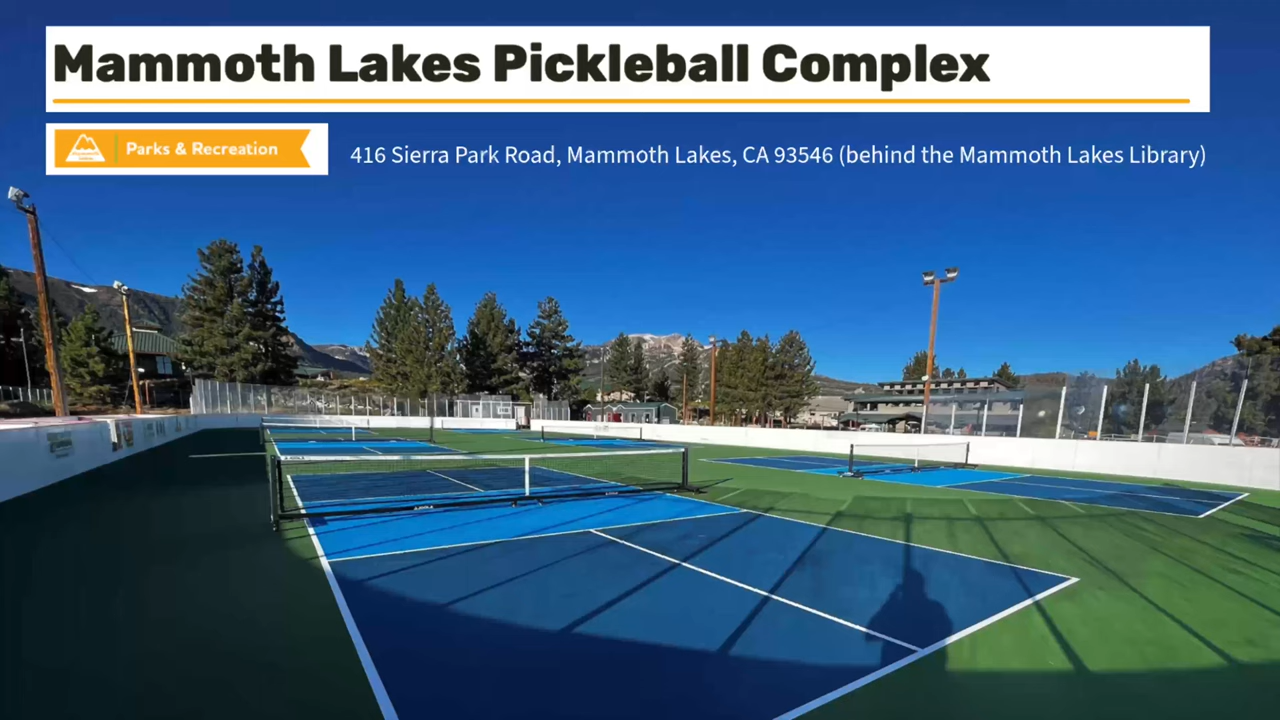 Mammoth Lakes Pickleball Complex
Parks & Recreation
416 Sierra Park Road, Mammoth Lakes, CA 93546 (behind the Mammoth Lakes Library)